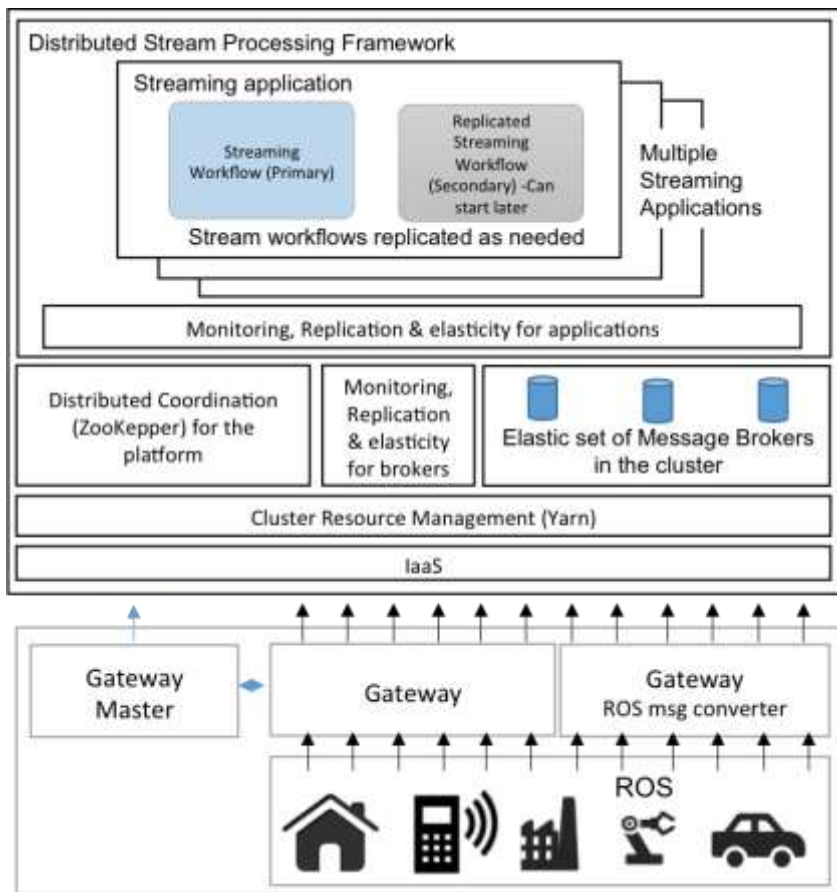 Distributed Stream Processing Framework
Streaming application
Streaming
Workflow (Primary)
Replicated
Streaming
Workflow
(Secondary) -Can
start later
Stream workflows replicated as needed
Multiple
Streaming
Applications
Monitoring, Replication & elasticity for applications
Distributed Coordination
(ZooKepper) for the
platform
Monitoring,
Replication
& elasticity
for brokers
Elastic set of Message Brokers
in the cluster
Cluster Resource Management (Yarn)
IaaS
Gateway
Master
Gateway
Gateway
ROS msg converter
ROS